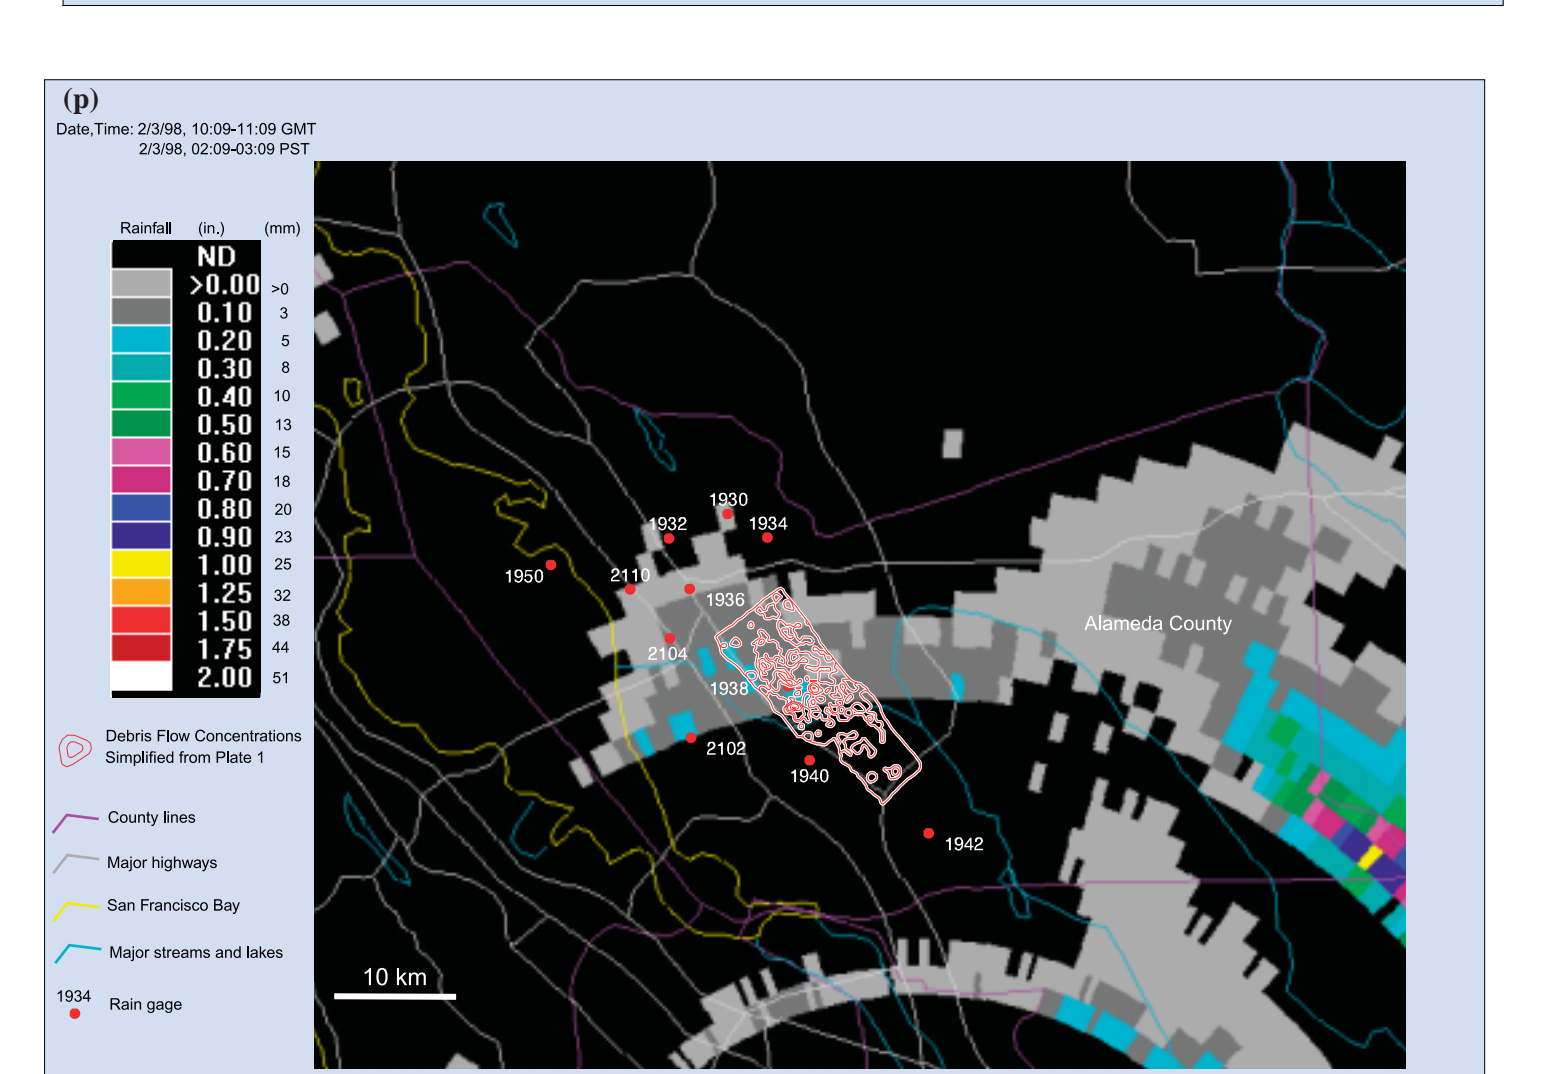 (p)
Date,Time: 2/3/98, 10:09-11:09 GMT
2/3/98, 02:09-03:09 PST
Rainfall (in.) (mm)
ND
>0.00 >0
0.10 3
0.20 5
0.30 8
0.40 10
0.50 13
0.60 15
0.70 18
0.80 20
0.90 23
1.00 25
1.25 32
1.50 38
1.75 44
2.00 51
Debris Flow Concentrations
Simplified from Plate 1
County lines
Major highways
San Francisco Bay
Major streams and lakes
1934
Rain gage
1930
1932 1934
1950 2110
1936
Alameda County
2104
1938
2102
1940
1942
10 km